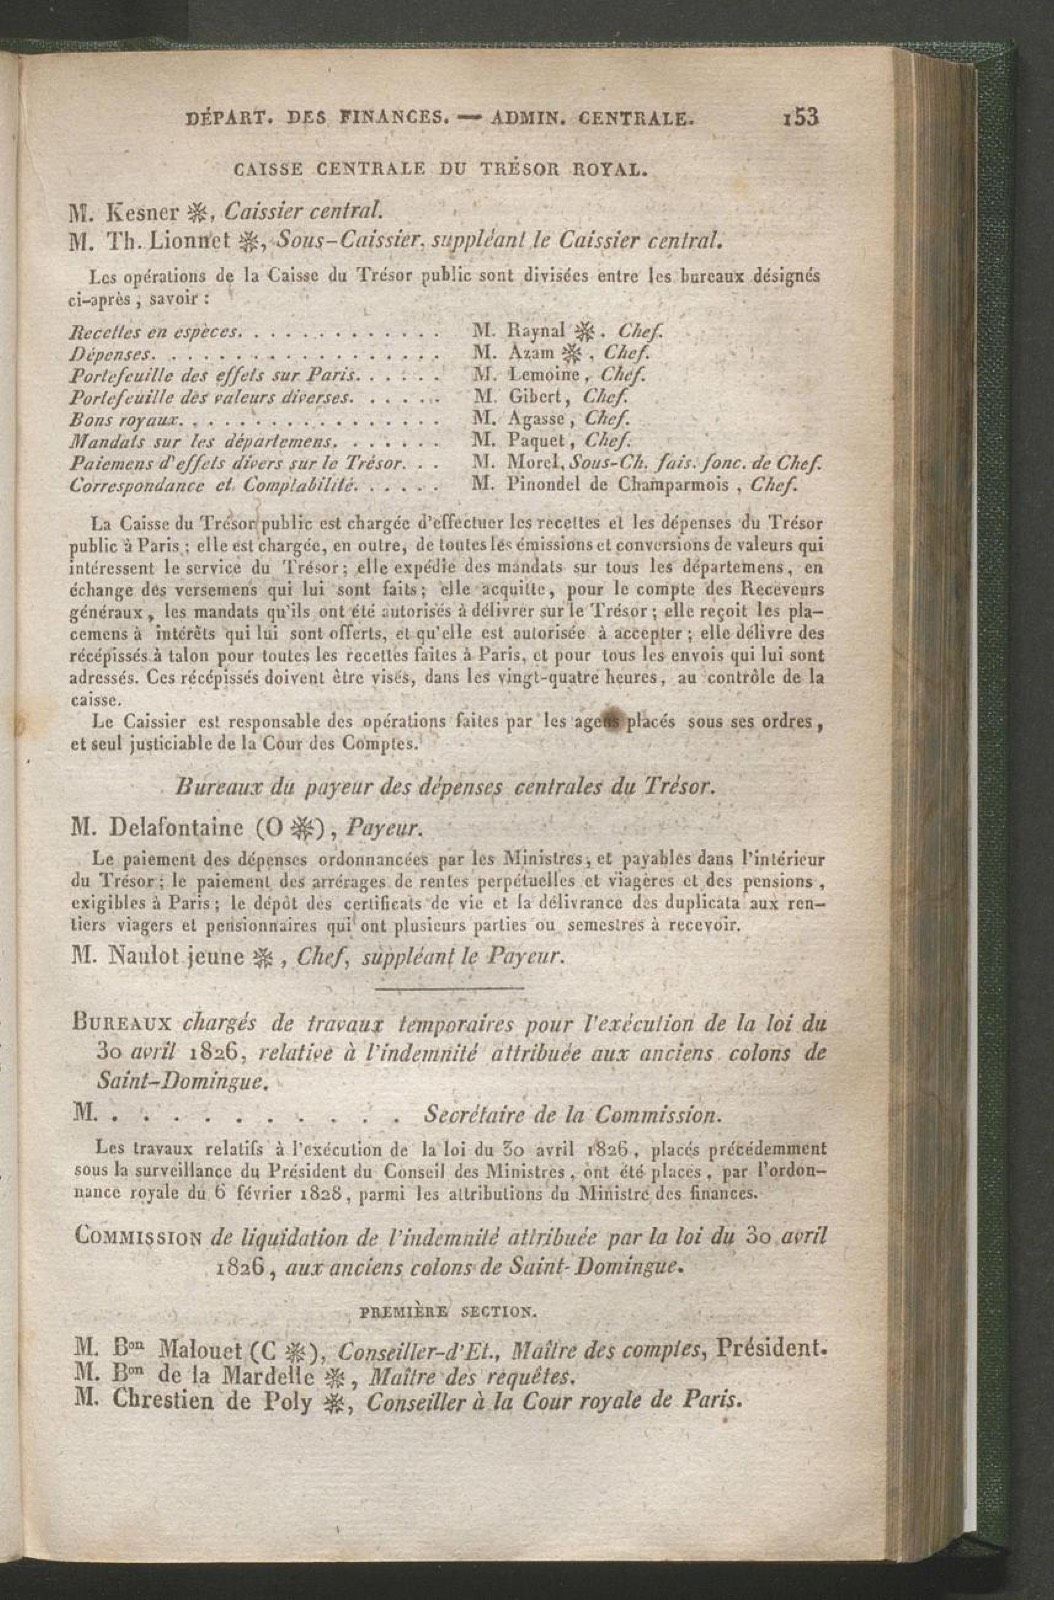 DÉPART. DES FINANCES. — ADMIN. CENTRALE. 153
CAISSE CENTRALE DU TRÉSOR ROYAL.
M. Kesner ✼, Caissier central.
M. Th. Lionnet ✼, Sous-Caissier, suppléant le Caissier central.
Les opérations de la Caisse du Trésor public sont divisées entre les bureaux désignés
ci-après, savoir :
Recettes en espèces. . . . . . . . . . . . . . M. Raynal ✼. Chef.
Dépenses. . . . . . . . . . . . . . . . . . M. Azam ✼, Chef.
Portefeuille des effets sur Paris. . . . . . M. Lemoine, Chef.
Portefeuille des valeurs diverses. . . . . . M. Gibert, Chef.
Bons royaux. . . . . . . . . . . . . . . . M. Agasse, Chef.
Mandats sur les départemens. . . . . . . M. Paquet, Chef.
Paiemens d'effets divers sur le Trésor. . . M. Morel, Sous-Ch. fais. fonc. de Chef.
Correspondance et Comptabilité. . . . . . M. Pinondel de Champarmois, Chef.
La Caisse du Trésor public est chargée d'effectuer les recettes et les dépenses du Trésor
public à Paris ; elle est chargée, en outre, de toutes les émissions et conversions de valeurs qui
intéressent le service du Trésor ; elle expédie des mandats sur tous les départemens, en
échange des versemens qui lui sont faits ; elle acquitte, pour le compte des Receveurs
généraux, les mandats qu'ils ont été autorisés à délivrer sur le Trésor ; elle reçoit les pla-
cemens à intérêts qui lui sont offerts, et qu'elle est autorisée à accepter ; elle délivre des
récépissés à talon pour toutes les recettes faites à Paris, et pour tous les envois qui lui sont
adressés. Ces récépissés doivent être visés, dans les vingt-quatre heures, au contrôle de la
caisse.
Le Caissier est responsable des opérations faites par les agens placés sous ses ordres,
et seul justiciable de la Cour des Comptes.
Bureaux du payeur des dépenses centrales du Trésor.
M. Delafontaine (O ✼), Payeur.
Le paiement des dépenses ordonnancées par les Ministres, et payables dans l'intérieur
du Trésor ; le paiement des arrérages de rentes perpétuelles et viagères et des pensions,
exigibles à Paris ; le dépôt des certificats de vie et la délivrance des duplicata aux ren-
tiers viagers et pensionnaires qui ont plusieurs parties ou semestres à recevoir.
M. Naulot jeune ✼, Chef, suppléant le Payeur.
BUREAUX chargés de travaux temporaires pour l'exécution de la loi du
30 avril 1826, relative à l'indemnité attribuée aux anciens colons de
Saint-Domingue.
M. . . . . . . . . . . . Secrétaire de la Commission.
Les travaux relatifs à l'exécution de la loi du 30 avril 1826, placés précédemment
sous la surveillance du Président du Conseil des Ministres, ont été placés, par l'ordon-
nance royale du 6 février 1828, parmi les attributions du Ministre des finances.
COMMISSION de liquidation de l'indemnité attribuée par la loi du 30 avril
1826, aux anciens colons de Saint-Domingue.
PREMIÈRE SECTION.
M. Bon Malouet (C ✼), Conseiller-d'Et., Maître des comptes, Président.
M. Bon de la Mardelle ✼, Maître des requêtes.
M. Chrestien de Poly ✼, Conseiller à la Cour royale de Paris.